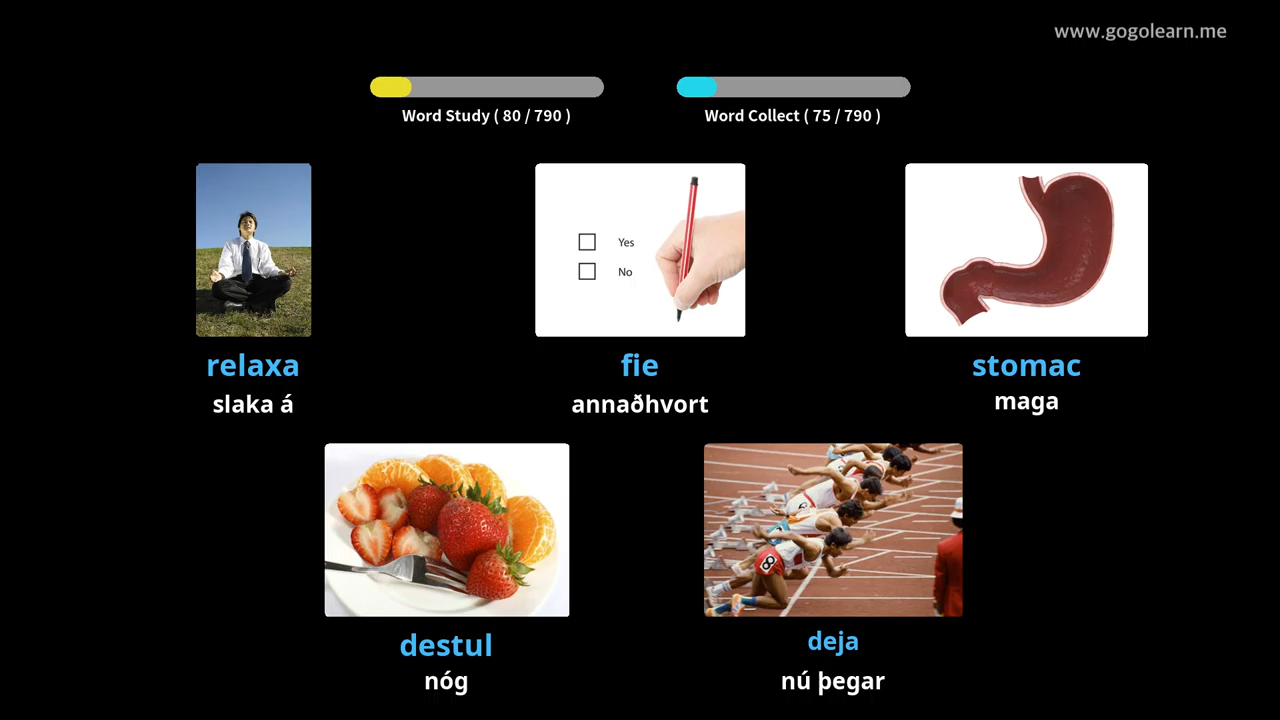 www.gogolearn.me
Word Study ( 80 / 790 )
Word Collect ( 75 / 790 )
Yes
No
relaxa
slaka á
fie
annaðhvort
stomac
maga
destul
nóg
deja
nú þegar